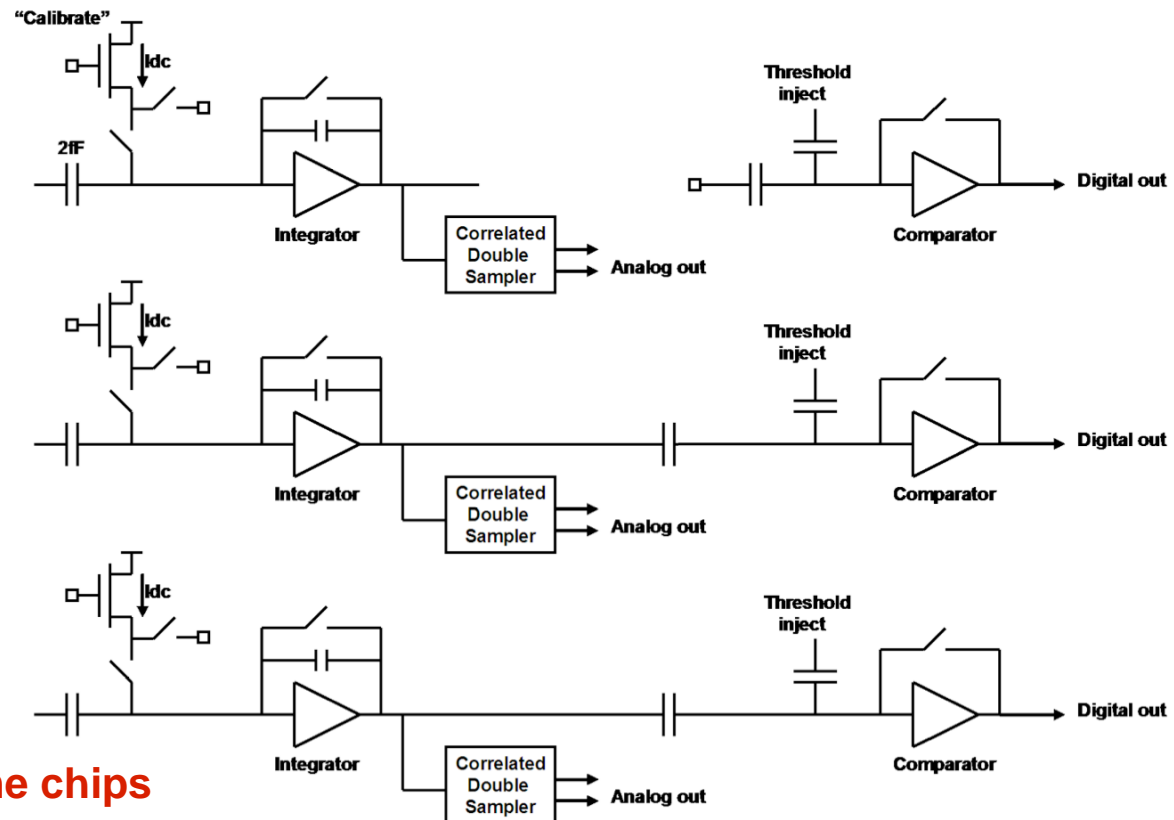 “Calibrate”
Idc
2fF
Integrator
Correlated
Double
Sampler
Analog out
Threshold
inject
Comparator
Digital out
Idc
Integrator
Correlated
Double
Sampler
Analog out
Threshold
inject
Comparator
Digital out
Idc
Integrator
Correlated
Double
Sampler
Analog out
Threshold
inject
Comparator
Digital out
chips